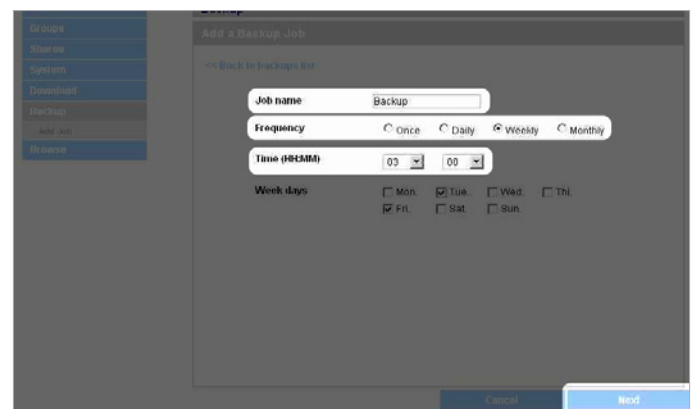 Backup
Groups
Add a Backup Job
Shares
System
<< Back to backups list
Download
Backup
Add Job
Browse
Job name Backup
Frequency Once Daily Weekly Monthly
Time (HH:MM) 03 00
Week days Mon. Tue. Wed. Thi.
Fri. Sat. Sun.
Cancel Next